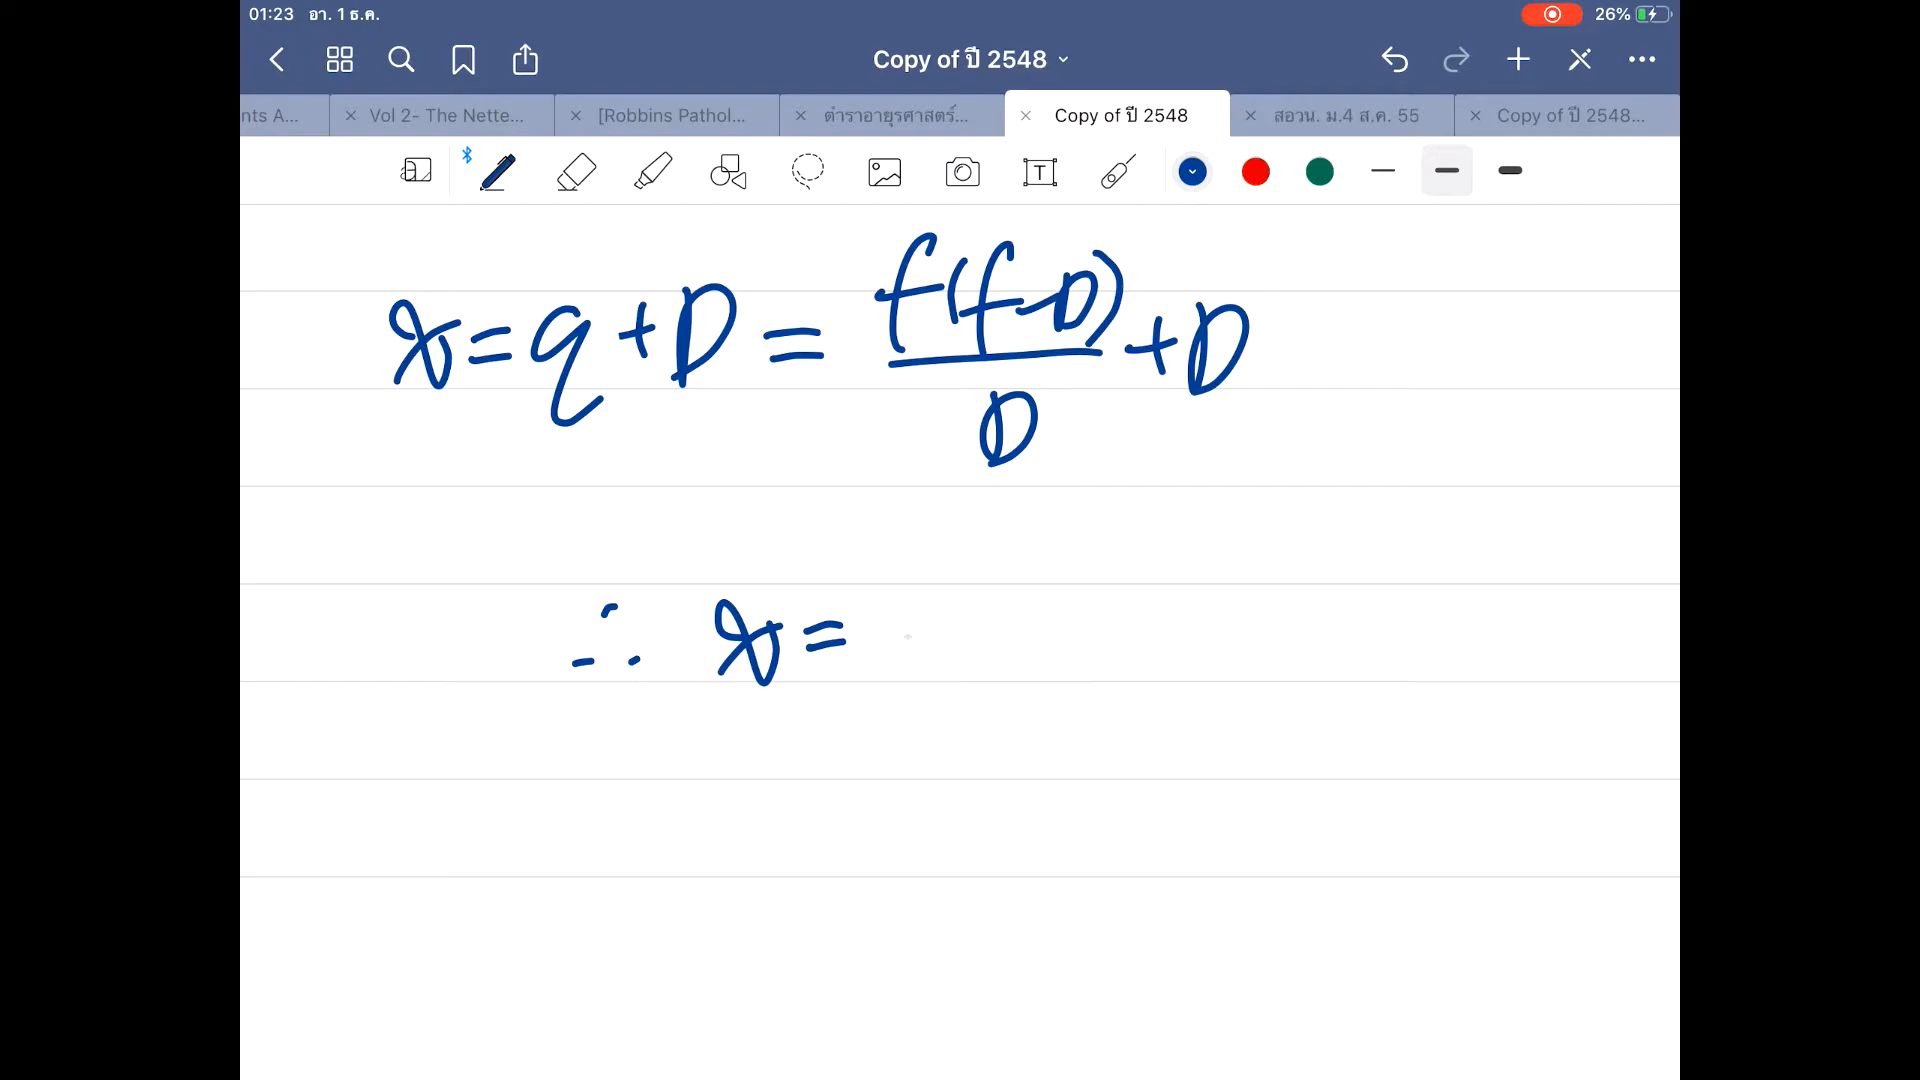 01:23 อา. 1 ธ.ค. 26%
Copy of ปี 2548
nts A... Vol 2- The Nette... [Robbins Pathol... ตำราอายุรศาสตร์... Copy of ปี 2548 สอวน. ม.4 ส.ค. 55 Copy of ปี 2548...
x = q + D = f(f-D)/D + D
∴ x =